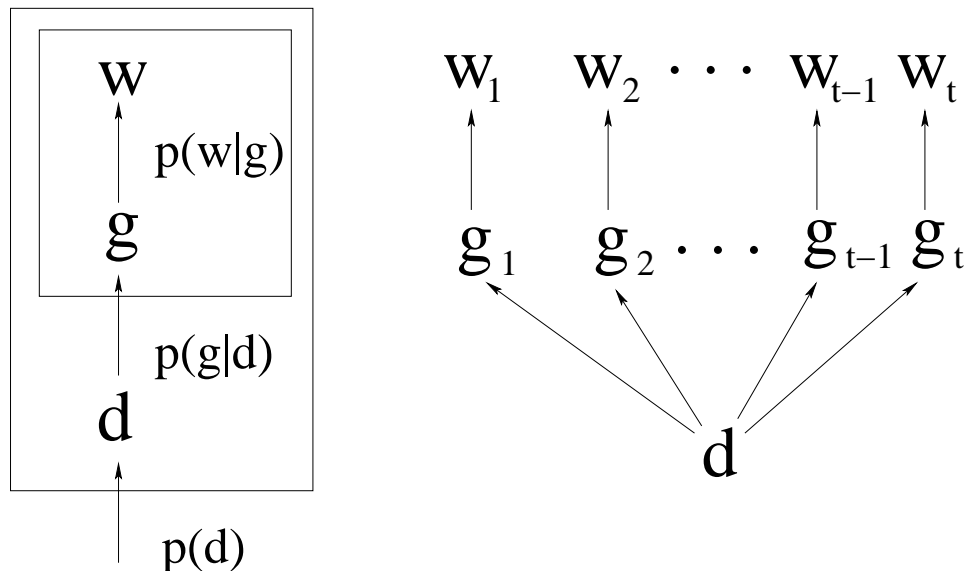 w
p(w|g)
g
p(g|d)
d
p(d)
w1 w2 · · · wt−1 wt
g1 g2 · · · gt−1 gt
d